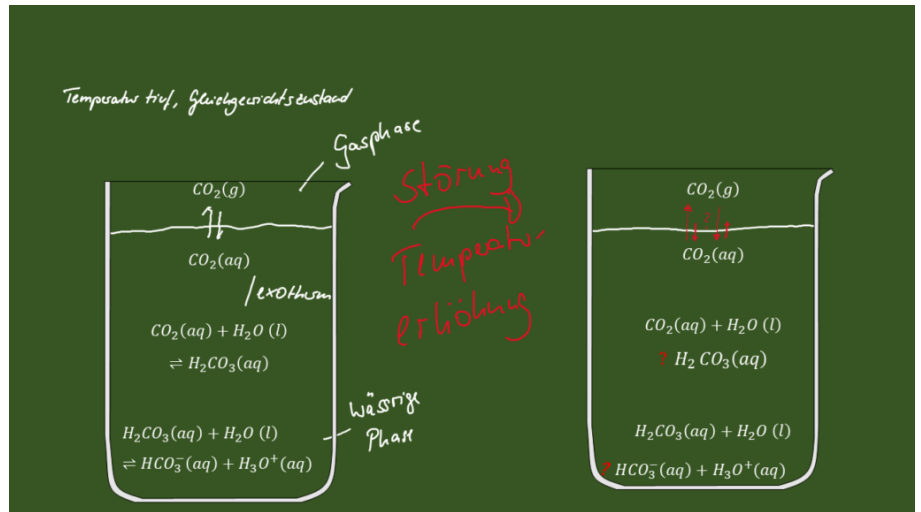 Temperatur tief, Gleichgewichtszustand
Gasphase
CO₂(g)
CO₂(aq)
/exotherm
CO₂(aq) + H₂O (l)
⇌ H₂CO₃(aq)
wässrige
Phase
H₂CO₃(aq) + H₂O (l)
⇌ HCO₃⁻(aq) + H₃O⁺(aq)
Störung
Temperatur-
erhöhung
CO₂(g)
?
CO₂(aq)
CO₂(aq) + H₂O (l)
? H₂ CO₃(aq)
H₂CO₃(aq) + H₂O(l)
? HCO₃⁻(aq) + H₃O⁺(aq)